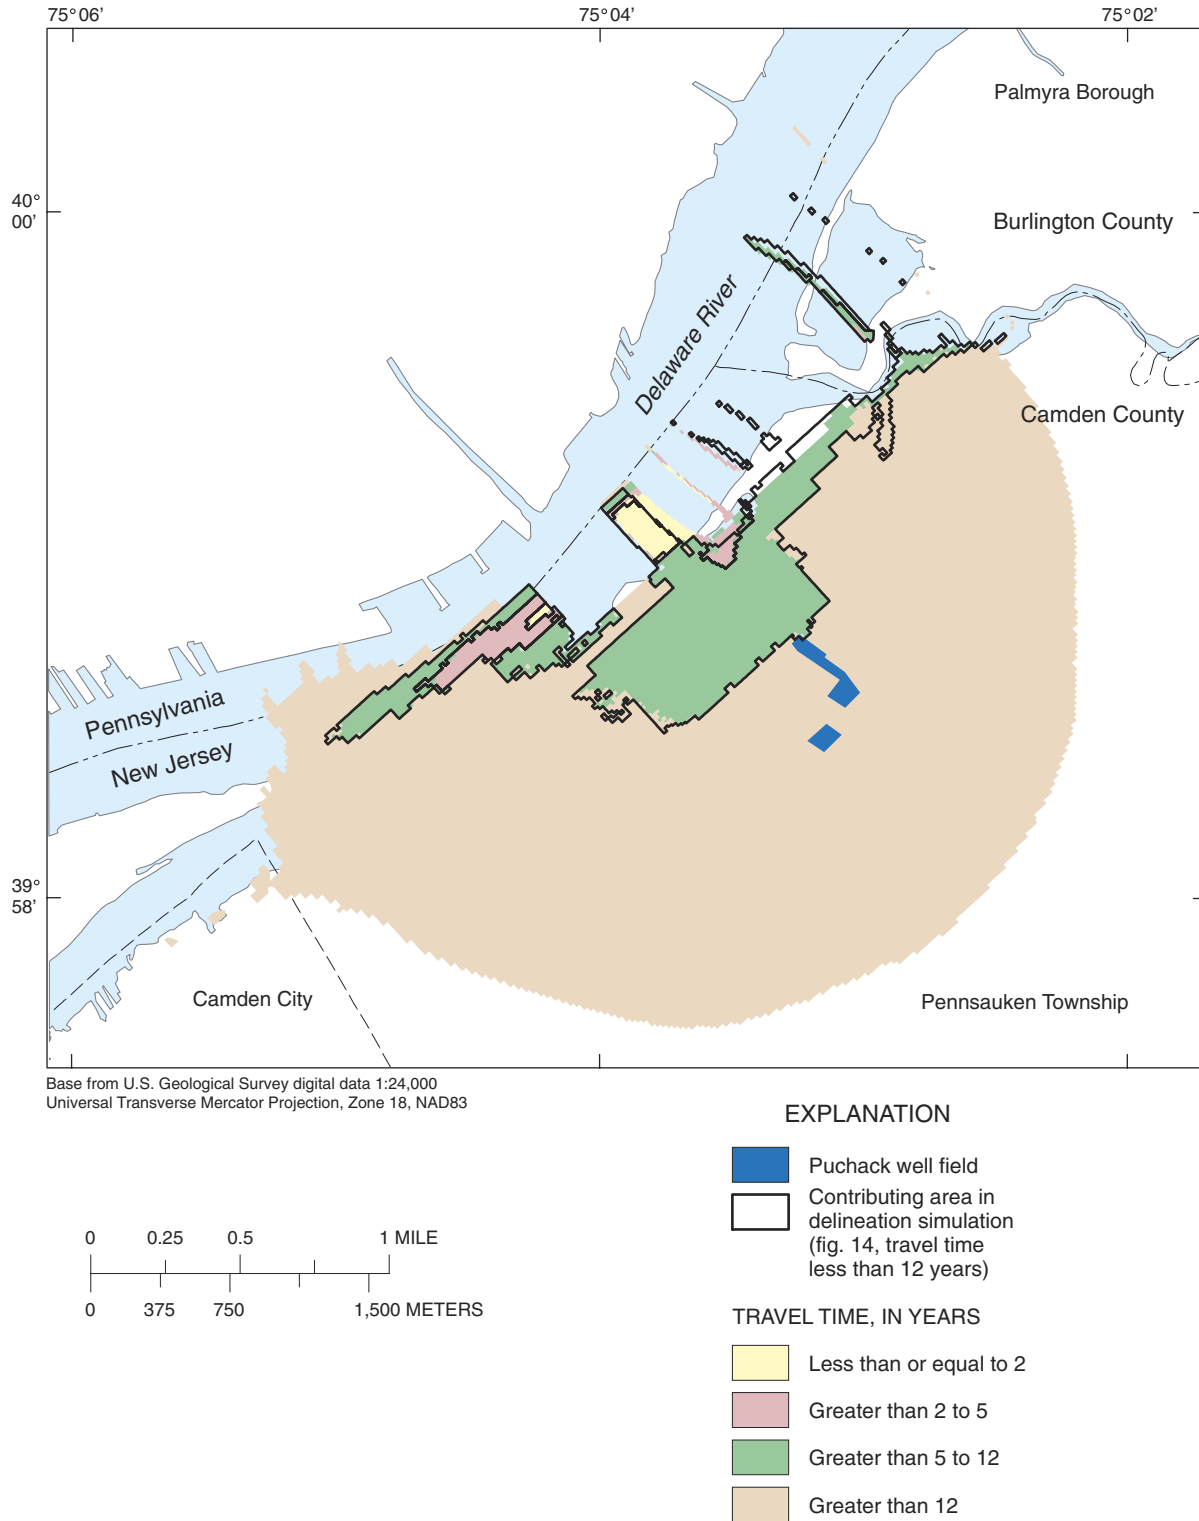 75°06’
75°04’
75°02’
Palmyra Borough
40°
00’
Burlington County
Delaware River
Camden County
Pennsylvania
New Jersey
39°
58’
Camden City
Pennsauken Township
Base from U.S. Geological Survey digital data 1:24,000
Universal Transverse Mercator Projection, Zone 18, NAD83
EXPLANATION
Puchack well field
Contributing area in
delineation simulation
(fig. 14, travel time
less than 12 years)
0 0.25 0.5 1 MILE
0 375 750 1,500 METERS
TRAVEL TIME, IN YEARS
Less than or equal to 2
Greater than 2 to 5
Greater than 5 to 12
Greater than 12